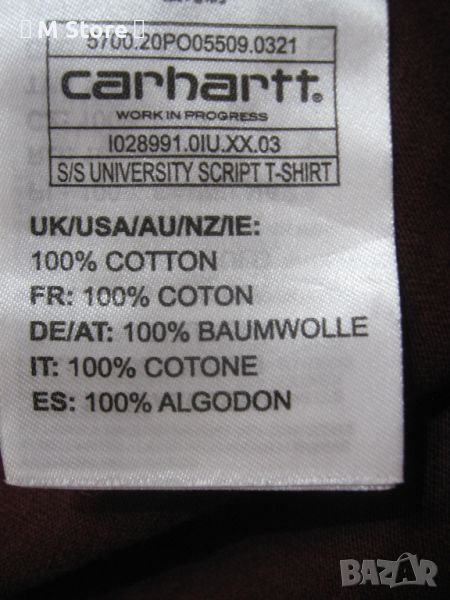 M Store
5700.20PO05509.0321
carhartt.
WORK IN PROGRESS
I028991.0IU.XX.03
S/S UNIVERSITY SCRIPT T-SHIRT
UK/USA/AU/NZ/IE:
100% COTTON
FR: 100% COTON
DE/AT: 100% BAUMWOLLE
IT: 100% COTONE
ES: 100% ALGODON
BAZAR